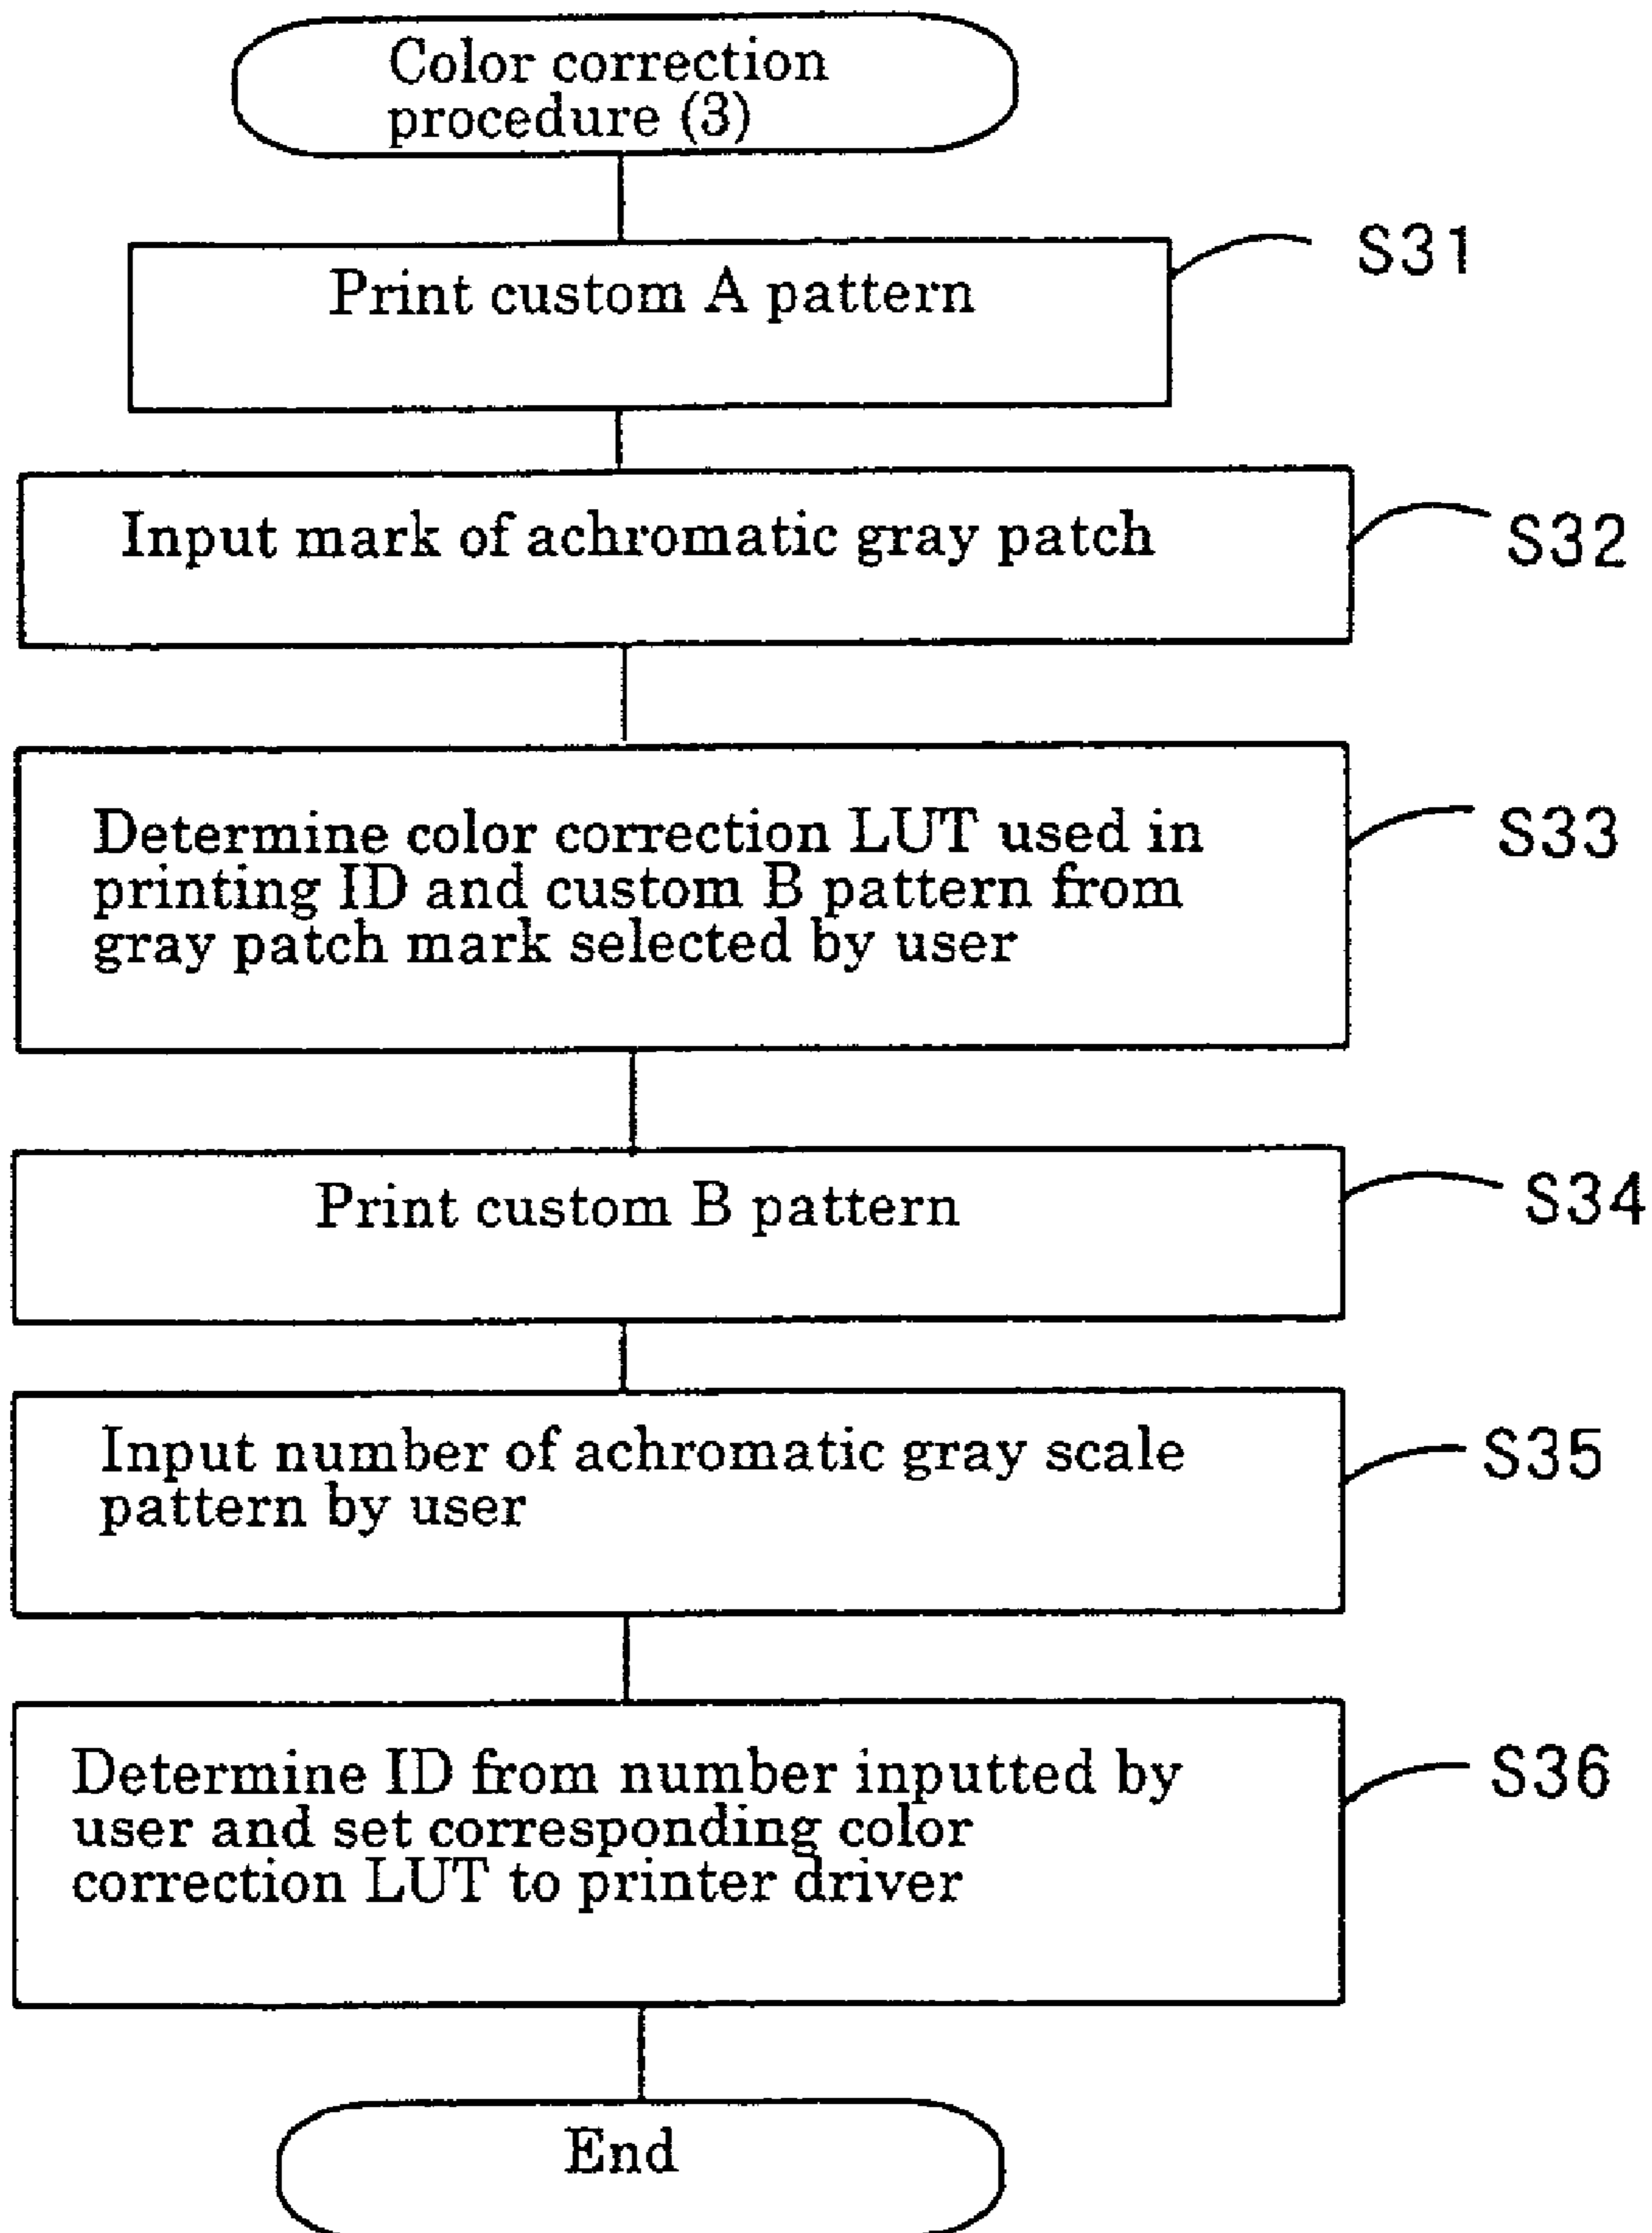 Color correction
procedure (3)
S31
Print custom A pattern
S32
Input mark of achromatic gray patch
S33
Determine color correction LUT used in
printing ID and custom B pattern from
gray patch mark selected by user
S34
Print custom B pattern
S35
Input number of achromatic gray scale
pattern by user
S36
Determine ID from number inputted by
user and set corresponding color
correction LUT to printer driver
End